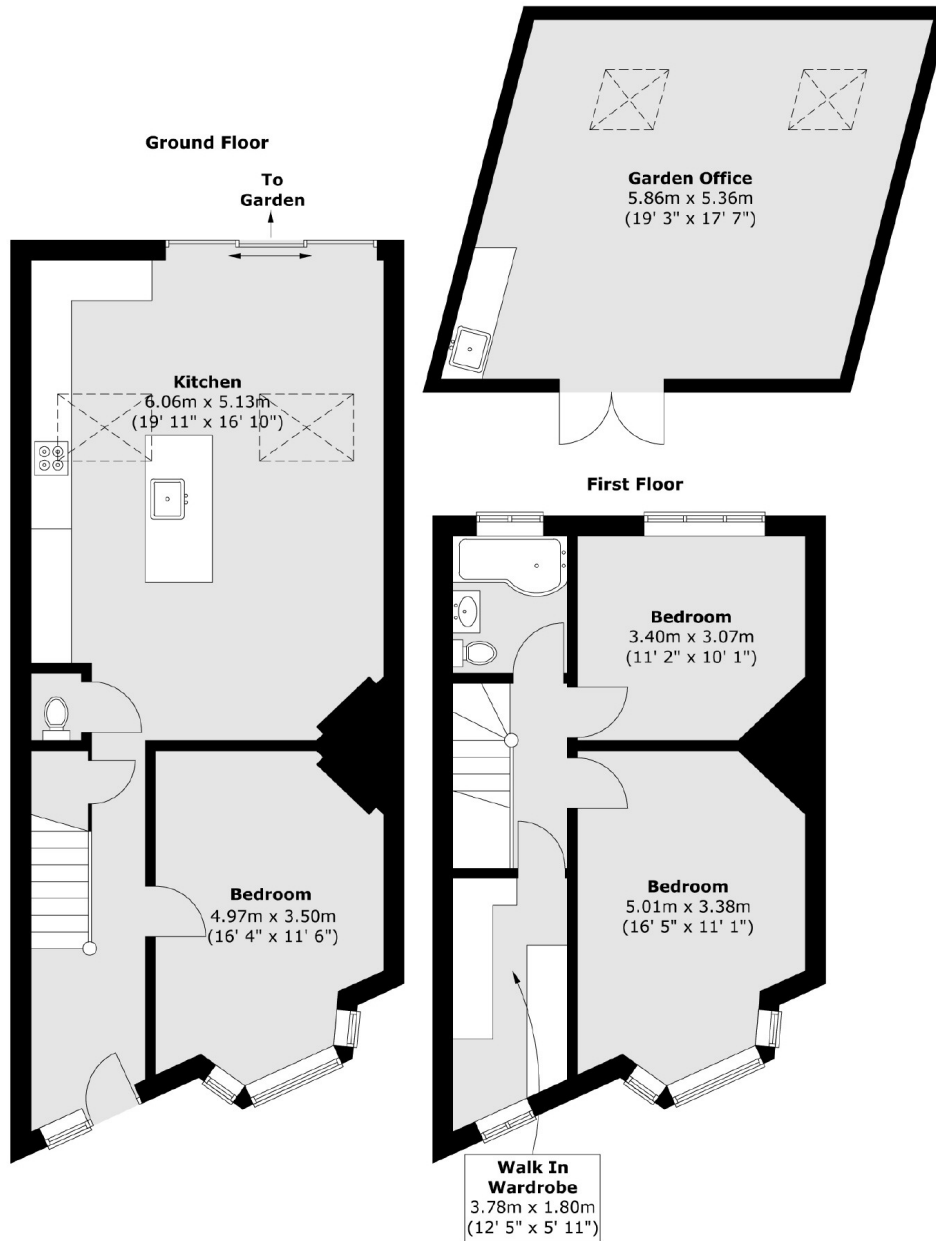 Ground Floor
To
Garden
Kitchen
6.06m x 5.13m
(19' 11" x 16' 10")
Bedroom
4.97m x 3.50m
(16' 4" x 11' 6")
Garden Office
5.86m x 5.36m
(19' 3" x 17' 7")
First Floor
Bedroom
3.40m x 3.07m
(11' 2" x 10' 1")
Bedroom
5.01m x 3.38m
(16' 5" x 11' 1")
Walk In
Wardrobe
3.78m x 1.80m
(12' 5" x 5' 11")